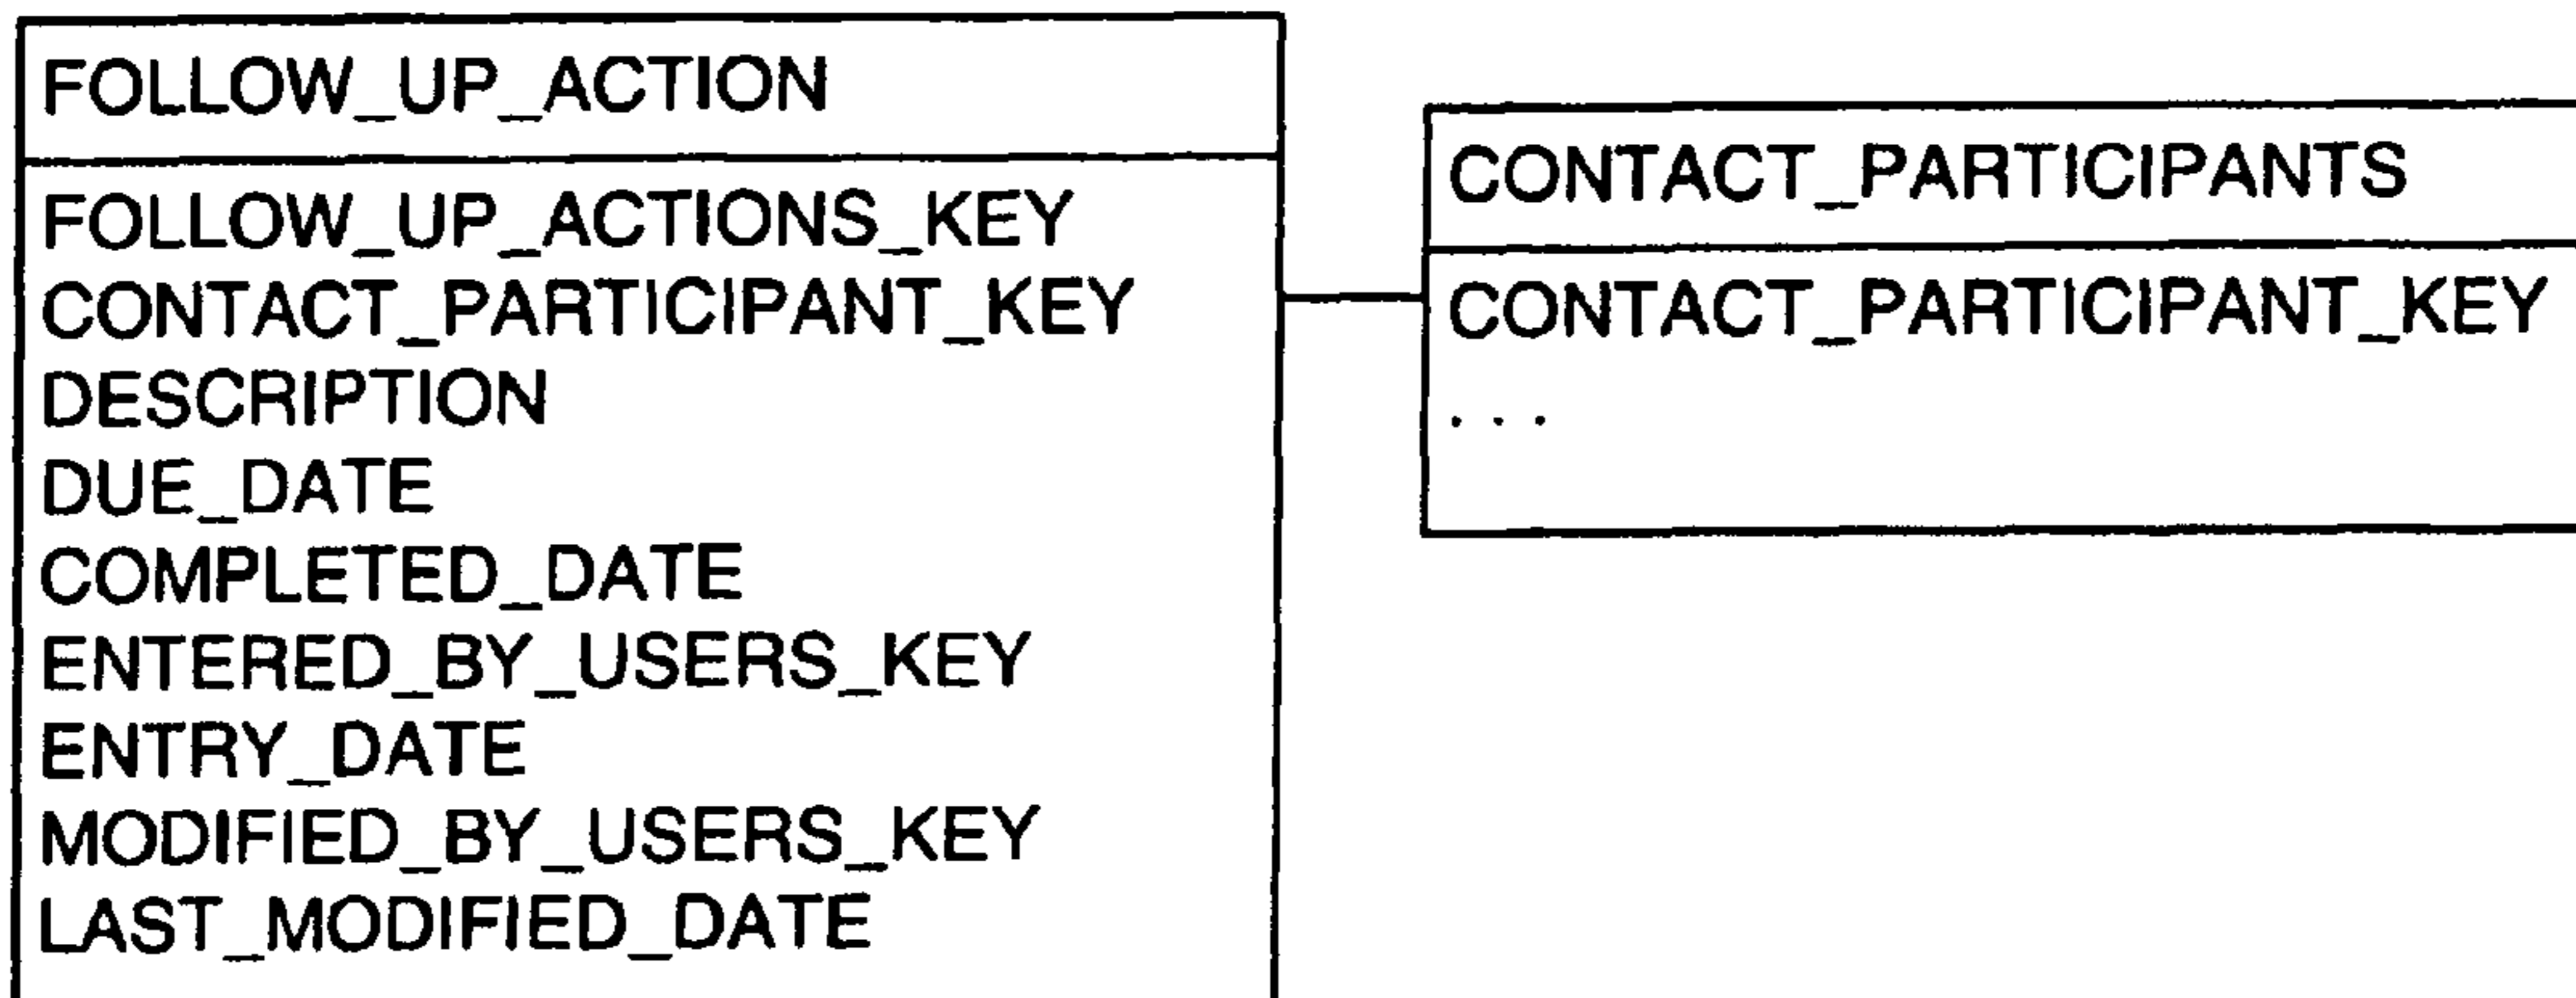 FOLLOW_UP_ACTION
FOLLOW_UP_ACTIONS_KEY
CONTACT_PARTICIPANT_KEY
DESCRIPTION
DUE_DATE
COMPLETED_DATE
ENTERED_BY_USERS_KEY
ENTRY_DATE
MODIFIED_BY_USERS_KEY
LAST_MODIFIED_DATE
CONTACT_PARTICIPANTS
CONTACT_PARTICIPANT_KEY
. . .